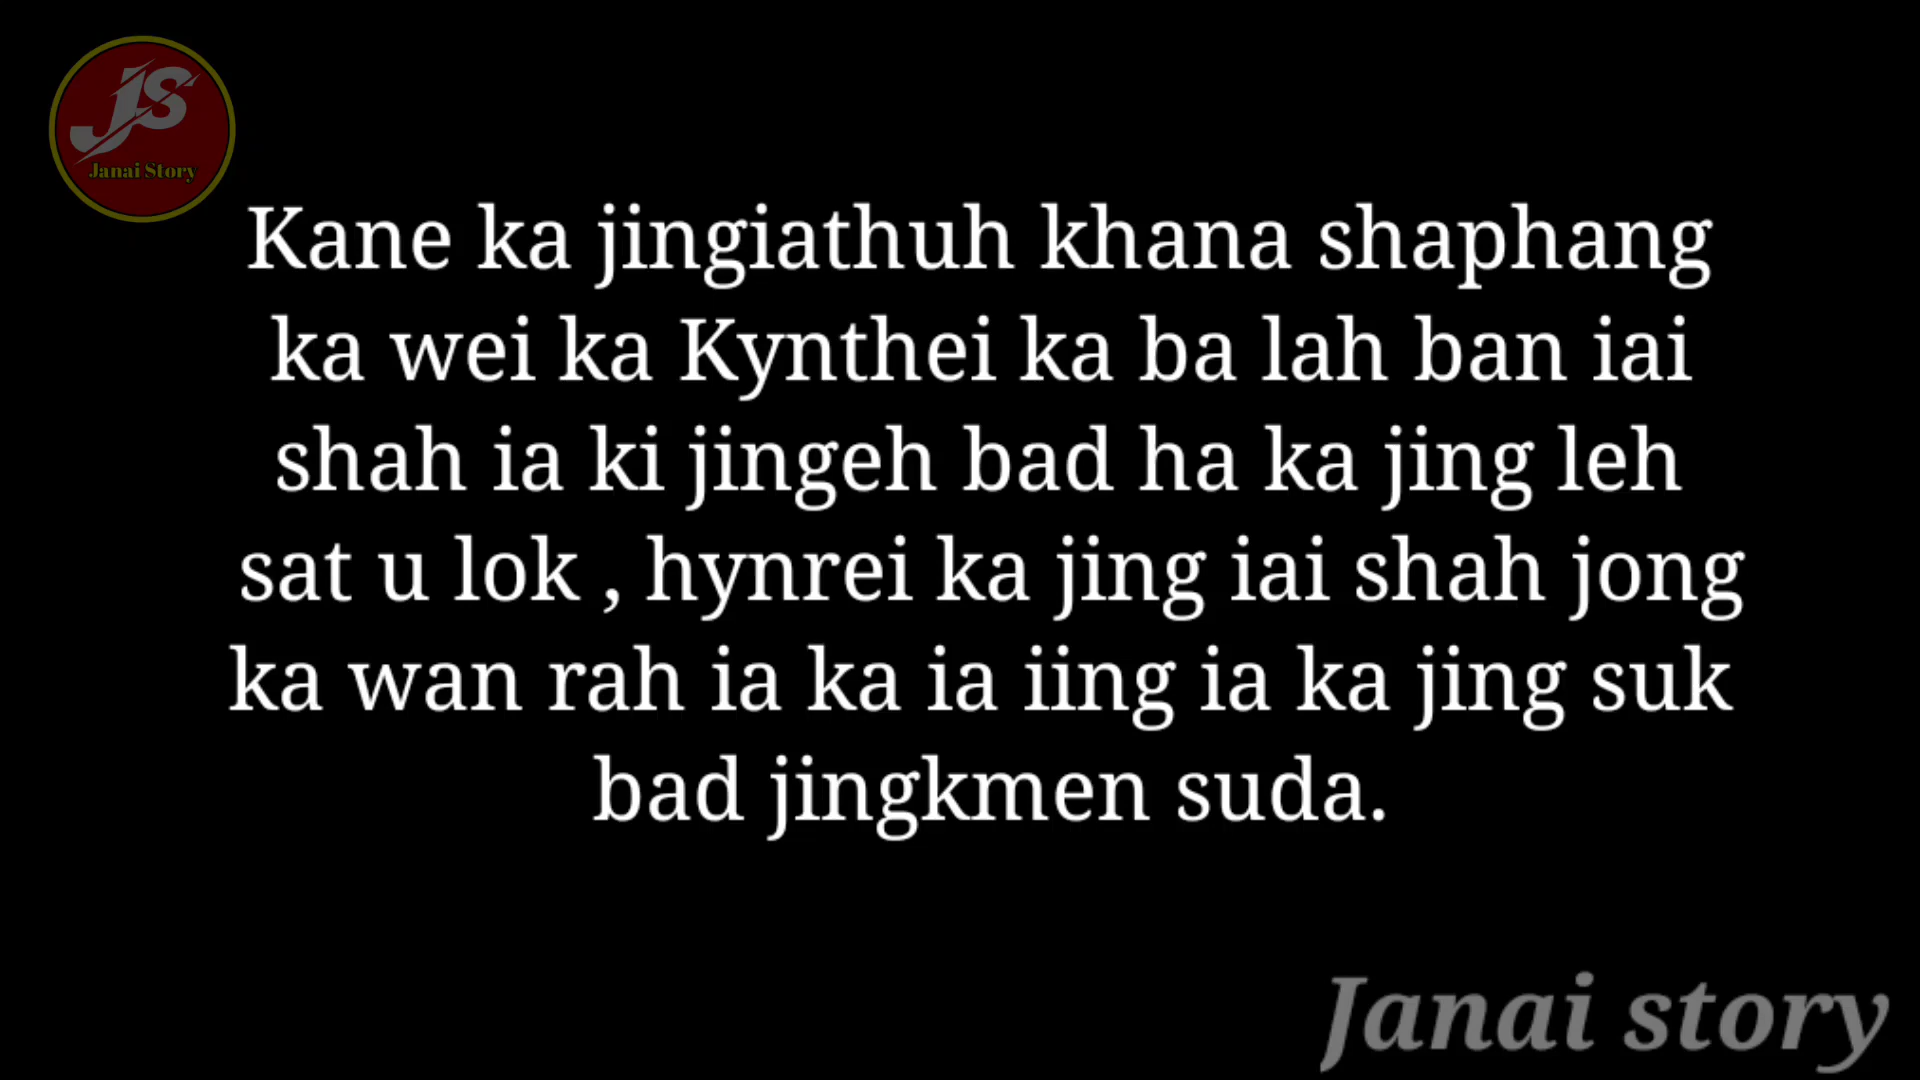 JS
Janai Story
Kane ka jingiathuh khana shaphang
ka wei ka Kynthei ka ba lah ban iai
shah ia ki jingeh bad ha ka jing leh
sat u lok , hynrei ka jing iai shah jong
ka wan rah ia ka ia iing ia ka jing suk
bad jingkmen suda.
Janai story